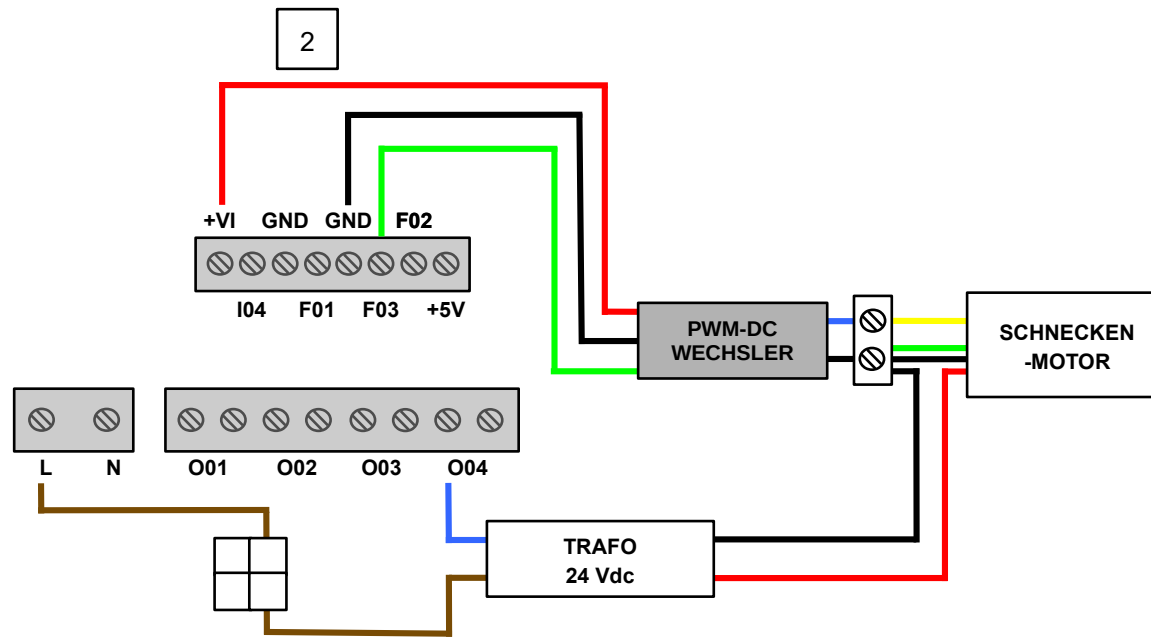 2
+VI GND GND F02
I04 F01 F03 +5V
PWM-DC
WECHSLER
SCHNECKEN
-MOTOR
L N O01 O02 O03 O04
TRAFO
24 Vdc